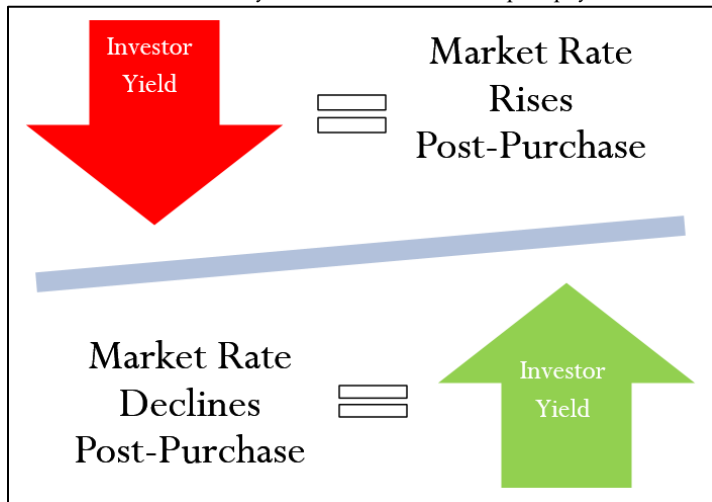 Investor
Yield
Market Rate
Rises
Post-Purchase
Market Rate
Declines
Post-Purchase
Investor
Yield